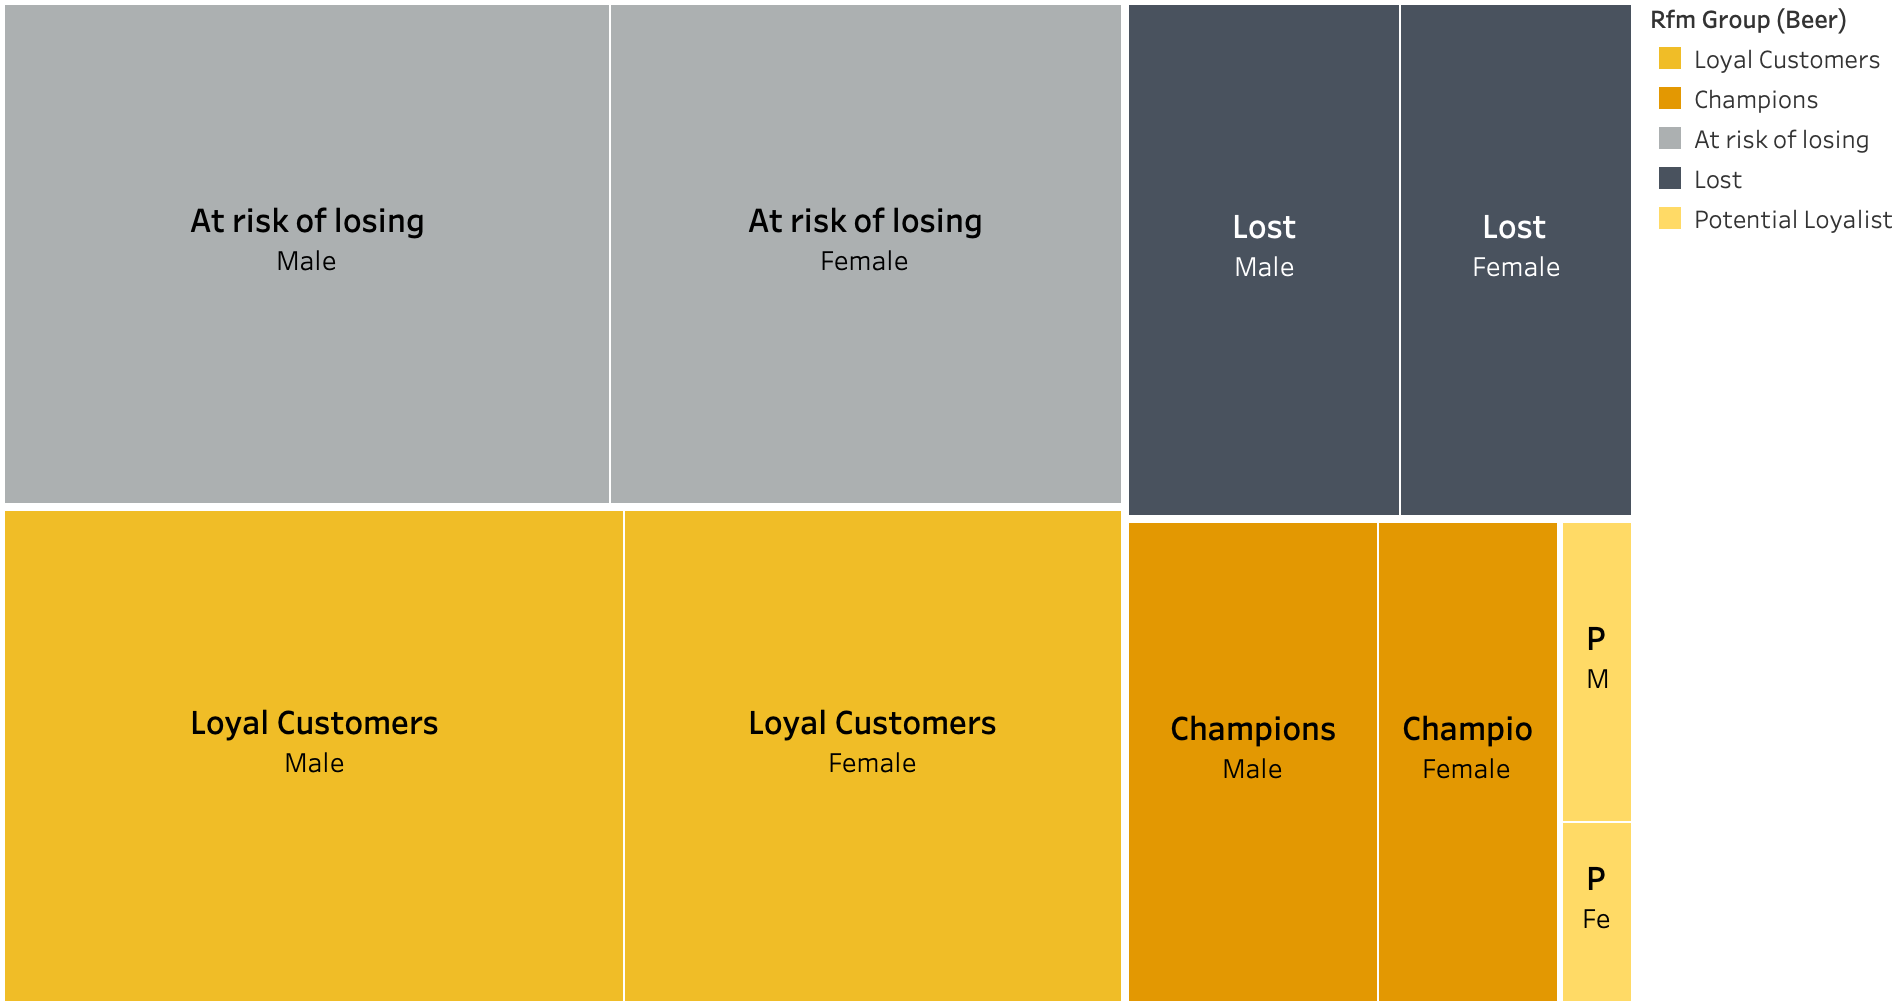 At risk of losing
Male
At risk of losing
Female
Lost
Male
Lost
Female
Loyal Customers
Male
Loyal Customers
Female
Champions
Male
Champio
Female
P
M
P
Fe
Rfm Group (Beer)
Loyal Customers
Champions
At risk of losing
Lost
Potential Loyalist